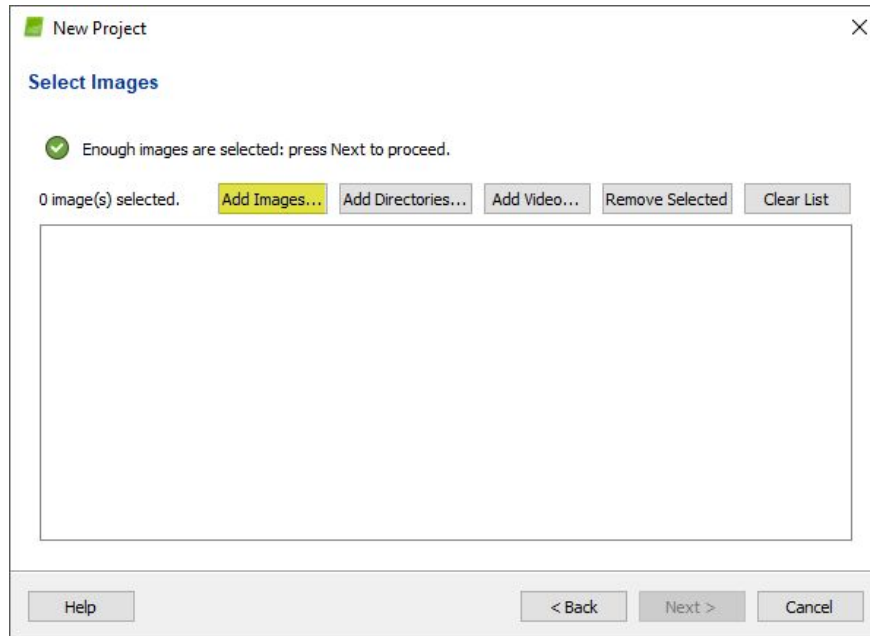 New Project
Select Images
Enough images are selected: press Next to proceed.
0 image(s) selected. Add Images... Add Directories... Add Video... Remove Selected Clear List
Help < Back Next > Cancel